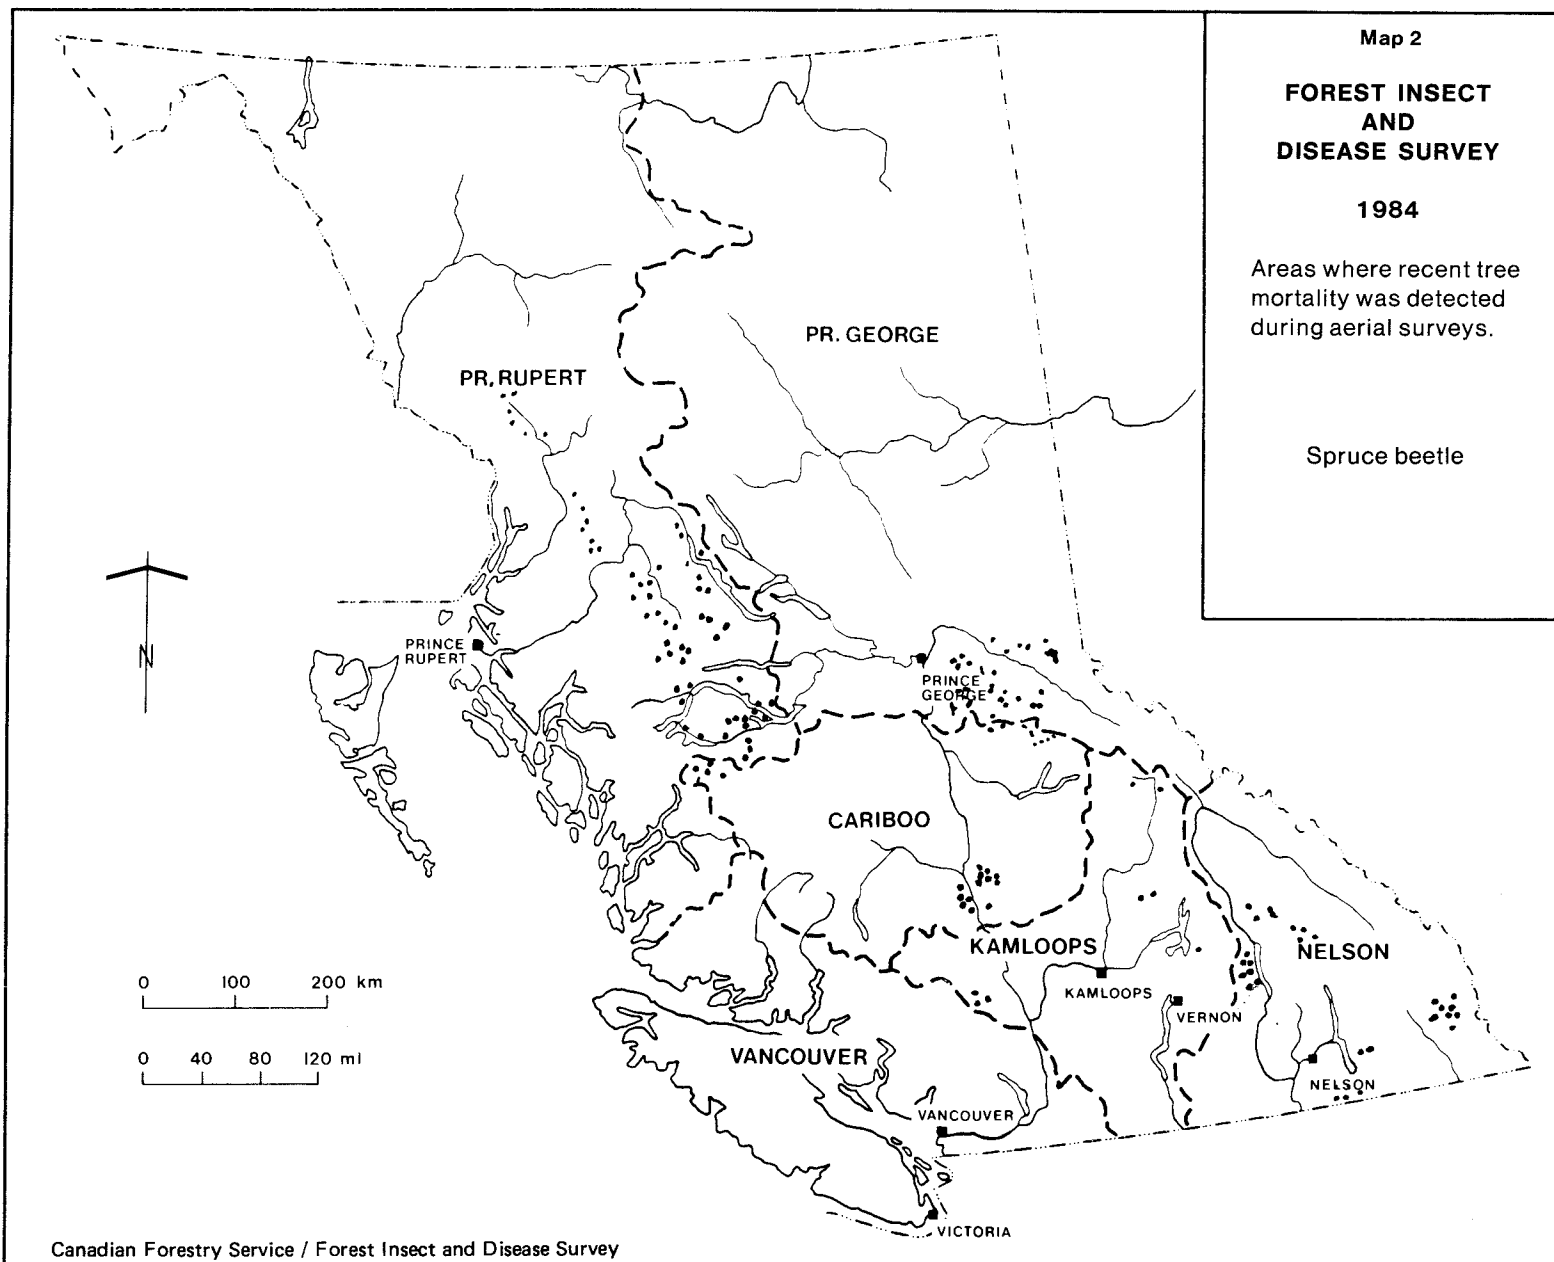 Map 2
FOREST INSECT
AND
DISEASE SURVEY
1984
Areas where recent tree
mortality was detected
during aerial surveys.
Spruce beetle
PR. GEORGE
PR. RUPERT
PRINCE
RUPERT
N
PRINCE
GEORGE
CARIBOO
KAMLOOPS
NELSON
KAMLOOPS
VERNON
VANCOUVER
NELSON
VANCOUVER
VICTORIA
0 100 200 km
0 40 80 120 mi
Canadian Forestry Service / Forest Insect and Disease Survey